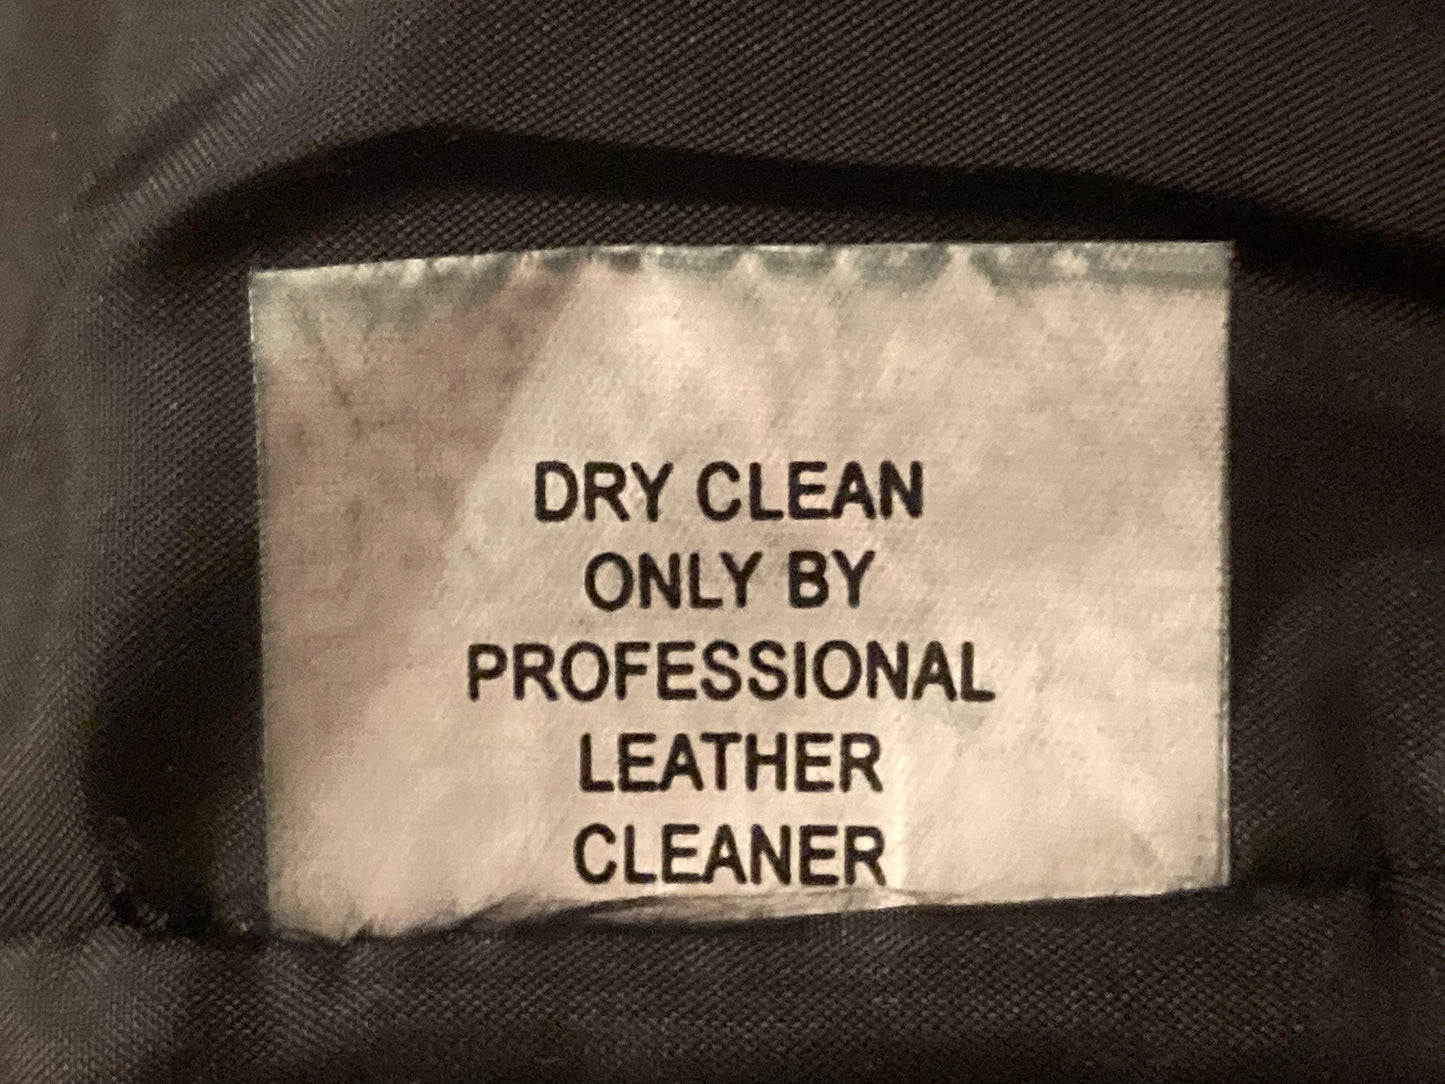 DRY CLEAN
ONLY BY
PROFESSIONAL
LEATHER
CLEANER